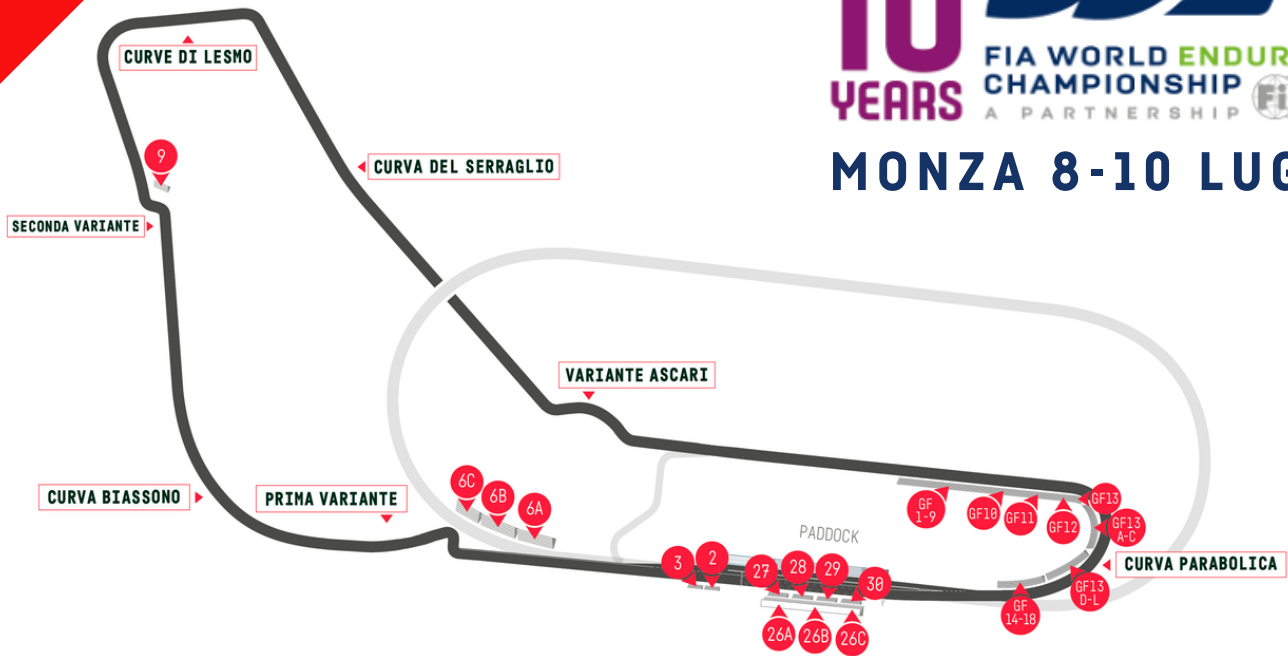 10
YEARS
FIA WORLD ENDUR
CHAMPIONSHIP
A PARTNERSHIP
MONZA 8-10 LUG
CURVE DI LESMO
9
CURVA DEL SERRAGLIO
SECONDA VARIANTE
VARIANTE ASCARI
CURVA BIASSONO
PRIMA VARIANTE
6C
6B
6A
GF
1-9
GF10
GF11
GF12
GF13
GF13
A-C
PADDOCK
CURVA PARABOLICA
3
2
27
28
29
30
GF13
D-L
GF
14-18
26A
26B
26C